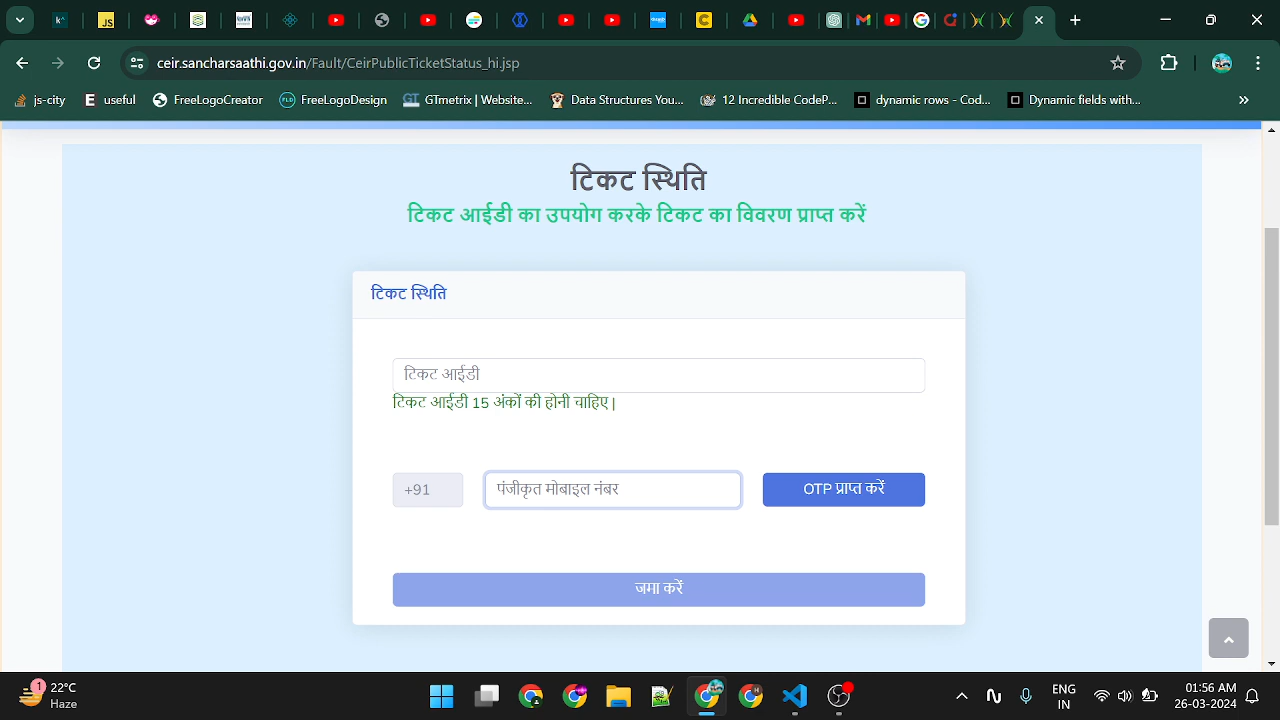 ceir.sancharsaathi.gov.in/Fault/CeirPublicTicketStatus_hi.jsp
js-city
useful
FreeLogoCreator
FreeLogoDesign
GTmetrix | Website...
Data Structures You...
12 Incredible CodeP...
dynamic rows - Cod...
Dynamic fields with...
टिकट स्थिति
टिकट आईडी का उपयोग करके टिकट का विवरण प्राप्त करें
टिकट स्थिति
टिकट आईडी
टिकट आईडी 15 अंकों की होनी चाहिए |
+91
पंजीकृत मोबाइल नंबर
OTP प्राप्त करें
जमा करें
1
22°C
Haze
ENG
IN
01:56 AM
26-03-2024